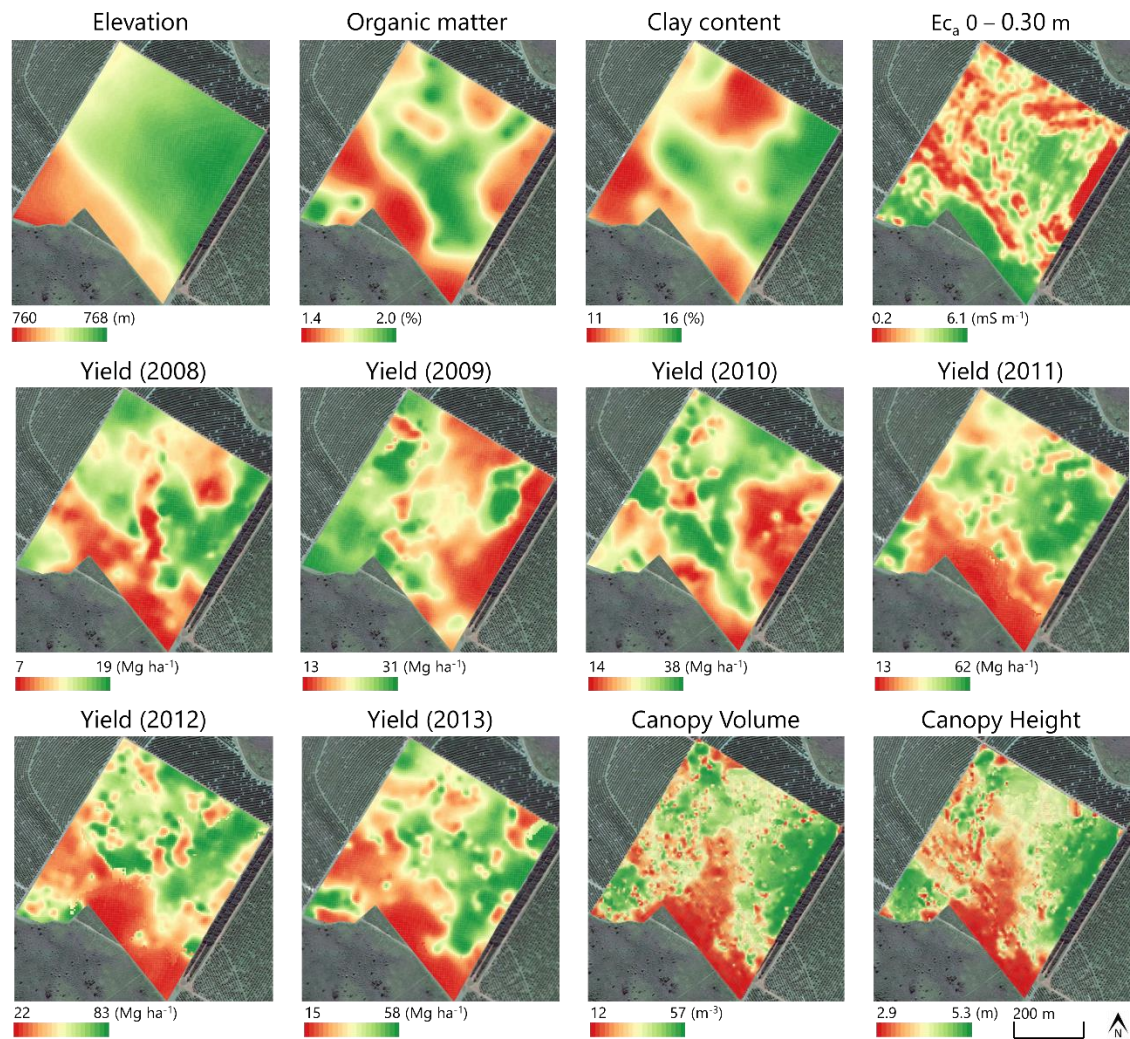 Elevation Organic matter Clay content Ecₐ 0 – 0.30 m
760 768 (m) 1.4 2.0 (%) 11 16 (%) 0.2 6.1 (mS m⁻¹)
Yield (2008) Yield (2009) Yield (2010) Yield (2011)
7 19 (Mg ha⁻¹) 13 31 (Mg ha⁻¹) 14 38 (Mg ha⁻¹) 13 62 (Mg ha⁻¹)
Yield (2012) Yield (2013) Canopy Volume Canopy Height
22 83 (Mg ha⁻¹) 15 58 (Mg ha⁻¹) 12 57 (m⁻³) 2.9 5.3 (m) 200 m
N